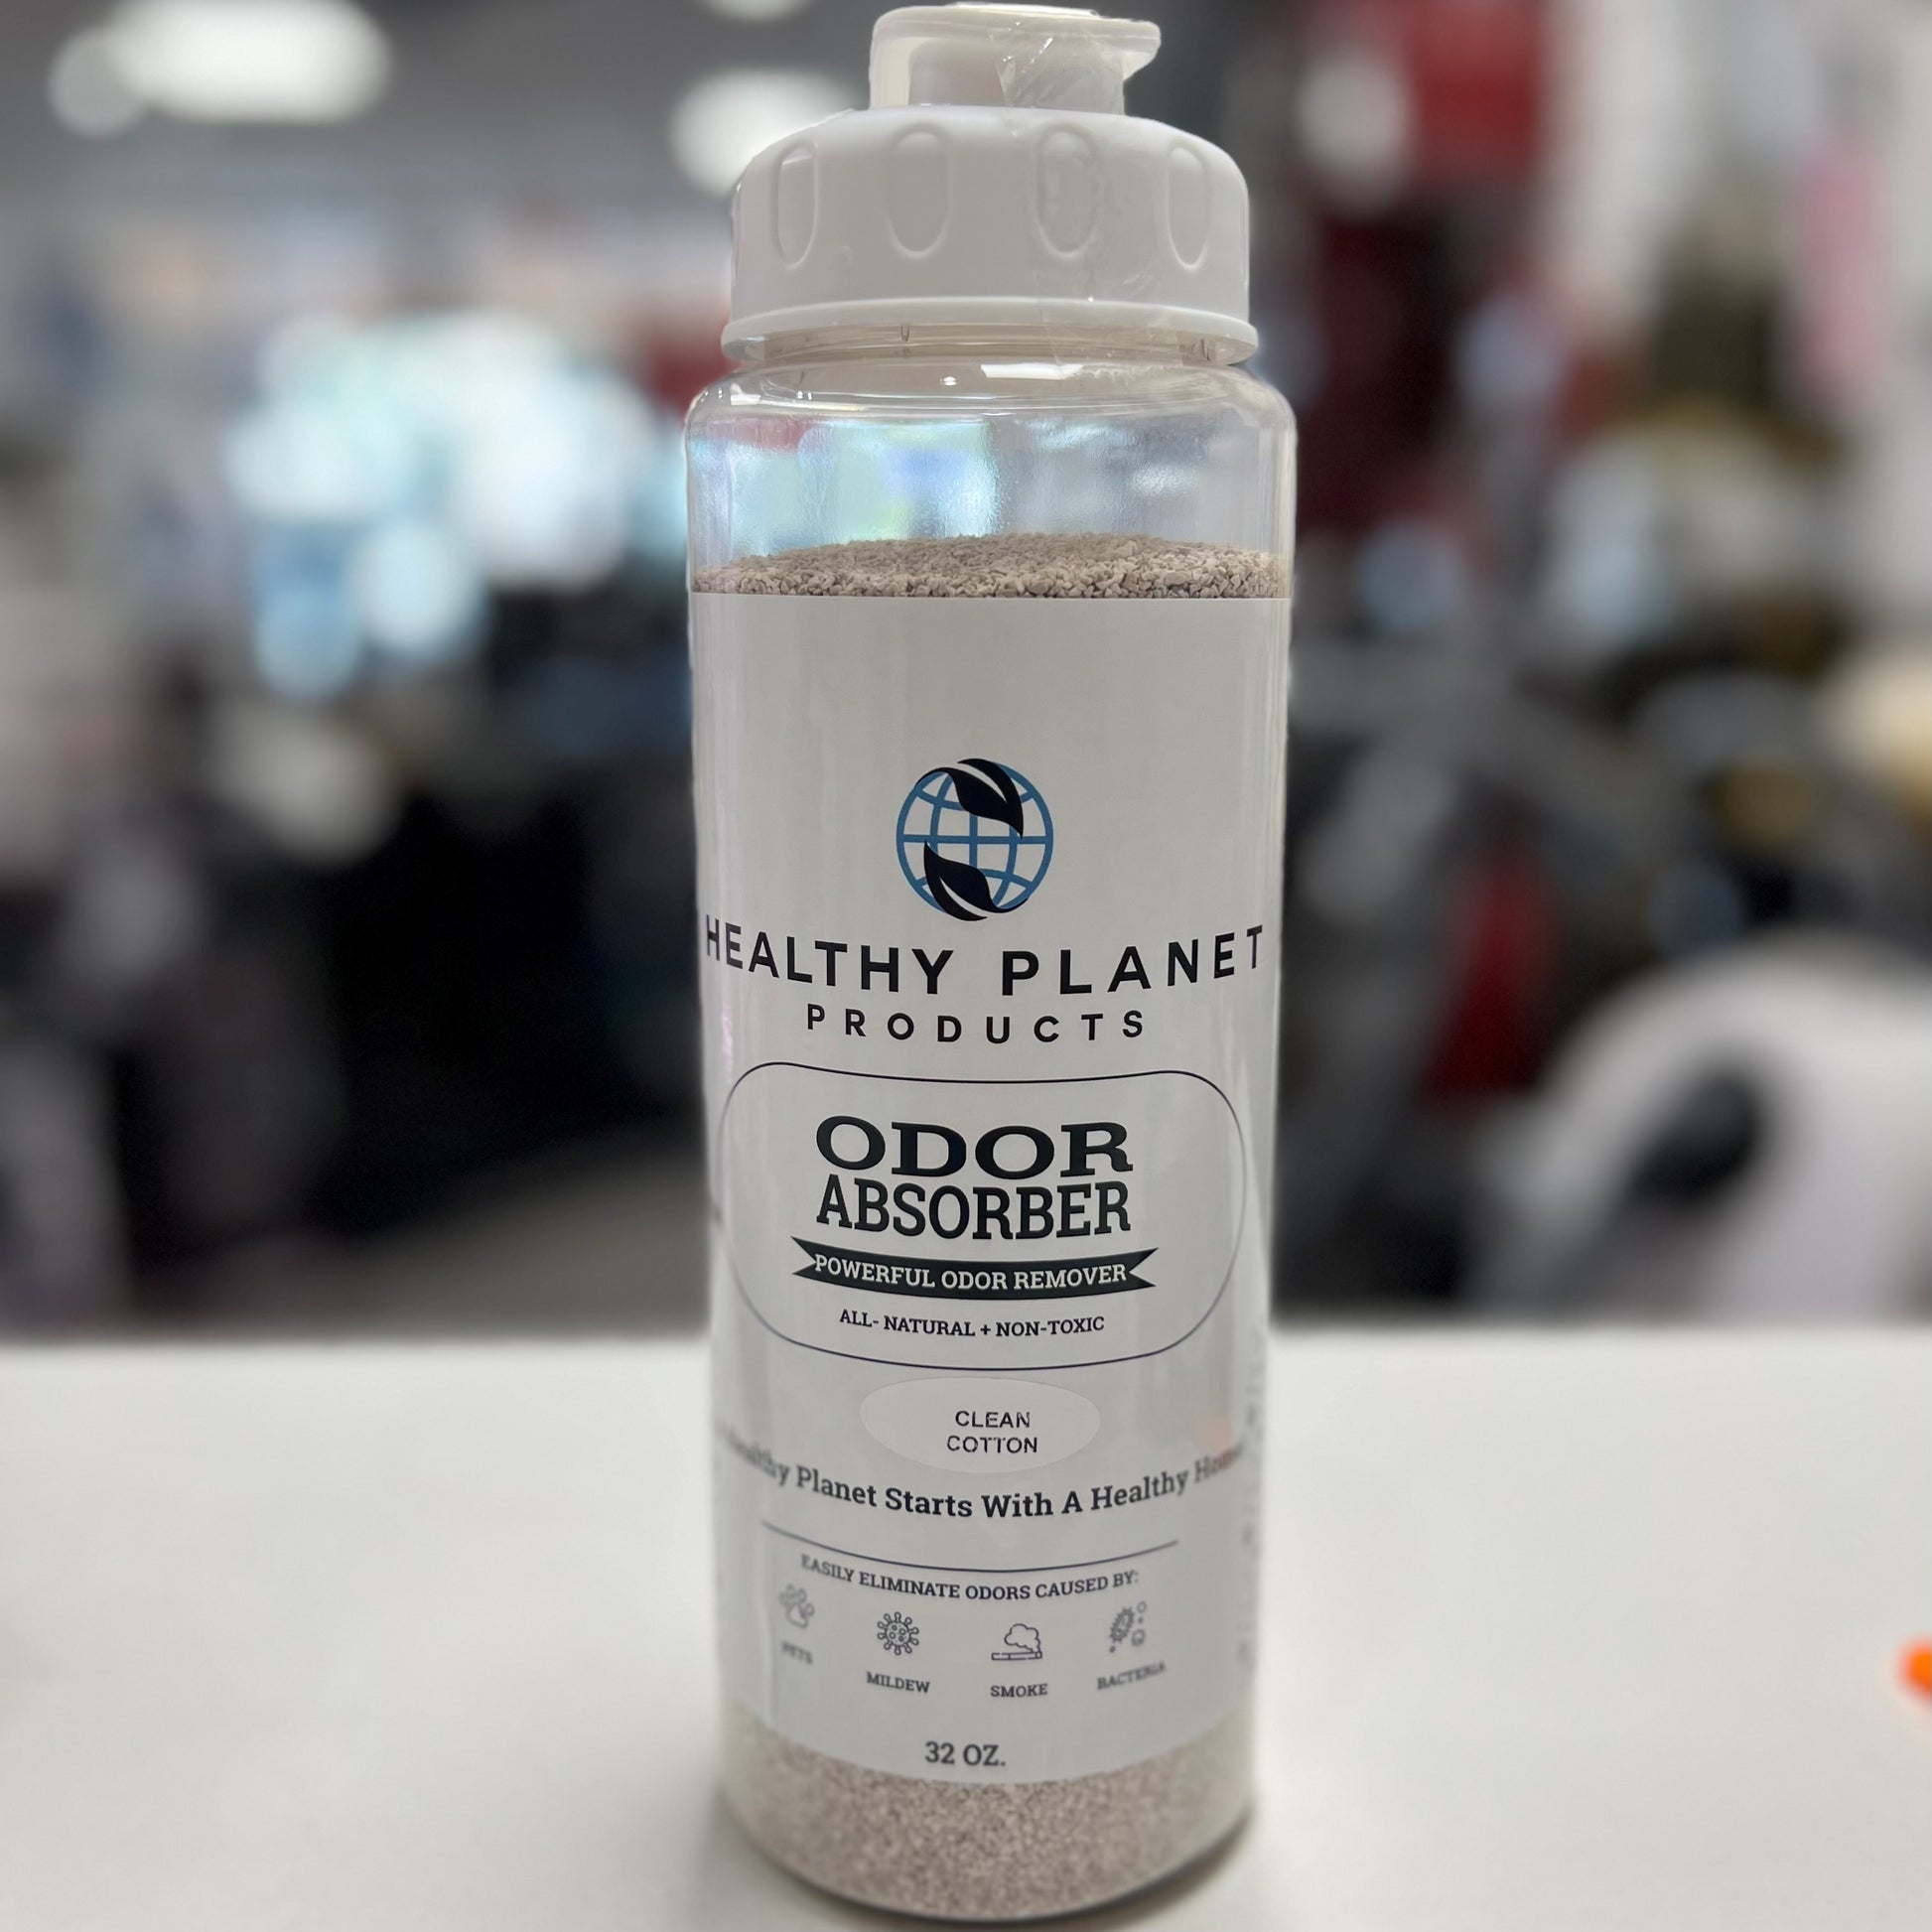 HEALTHY PLANET
PRODUCTS
ODOR
ABSORBER
POWERFUL ODOR REMOVER
ALL- NATURAL + NON-TOXIC
CLEAN
COTTON
Planet Starts With A Healthy
EASILY ELIMINATE ODORS CAUSED BY:
PETS
MILDEW
SMOKE
BACTERIA
32 OZ.